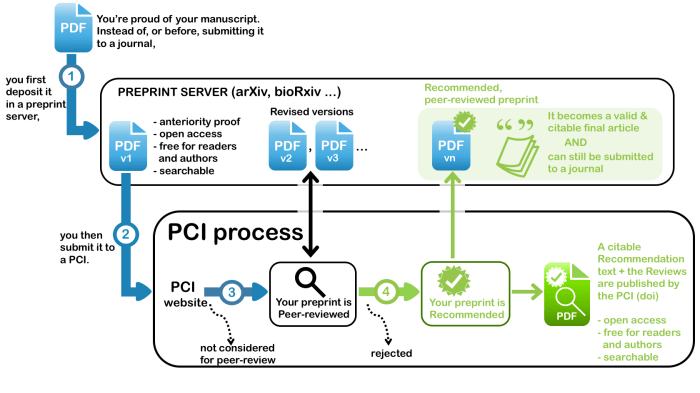 PDF
You're proud of your manuscript.
Instead of, or before, submitting it
to a journal,
1
you first
deposit it
in a preprint
server,
PREPRINT SERVER (arXiv, bioRxiv ...)
PDF
v1
- anteriority proof
- open access
- free for readers
and authors
- searchable
Revised versions
PDF
v2
,
PDF
v3
...
Recommended,
peer-reviewed preprint
PDF
vn
It becomes a valid &
citable final article
AND
can still be submitted
to a journal
2
you then
submit it to
a PCI.
PCI process
PCI
website
3
Your preprint is
Peer-reviewed
4
Your preprint is
Recommended
not considered
for peer-review
rejected
PDF
A citable
Recommendation
text + the Reviews
are published by
the PCI (doi)
- open access
- free for readers
and authors
- searchable